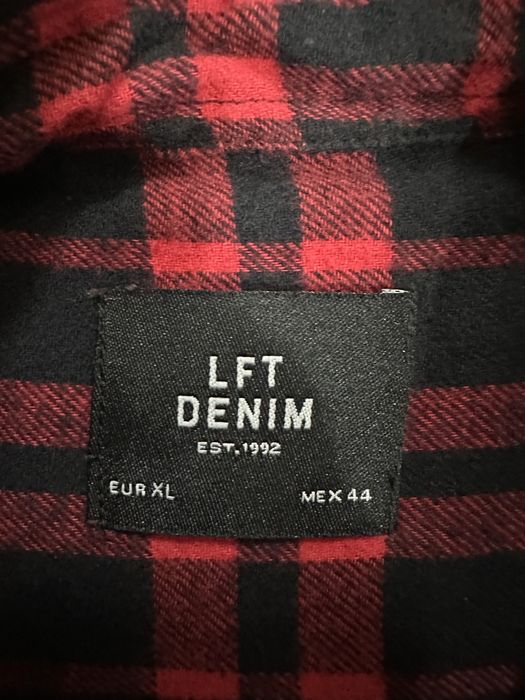 LFT
DENIM
EST.1992
EUR XL MEX 44